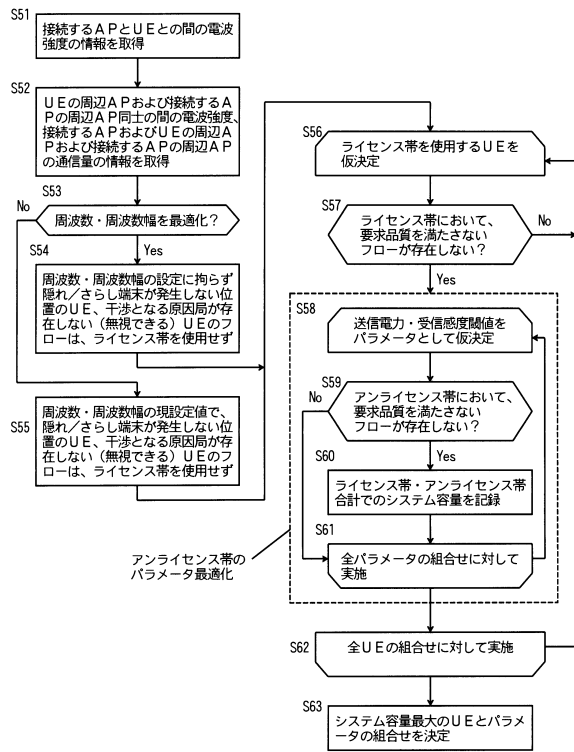 S51
接続するAPとUEとの間の電波
強度の情報を取得
S52
UEの周辺APおよび接続するA
Pの周辺AP同士の間の電波強度、
接続するAPおよびUEの周辺A
Pおよび接続するAPの周辺AP
の通信量の情報を取得
S53
No
周波数・周波数幅を最適化?
S54
Yes
周波数・周波数幅の設定に拘らず
隠れ/さらし端末が発生しない位
置のUE、干渉となる原因局が存
在しない(無視できる)UEのフ
ローは、ライセンス帯を使用せず
S55
周波数・周波数幅の現設定値で、
隠れ/さらし端末が発生しない位
置のUE、干渉となる原因局が存
在しない(無視できる)UEのフ
ローは、ライセンス帯を使用せず
S56
ライセンス帯を使用するUEを
仮決定
S57
ライセンス帯において、
要求品質を満たさない
フローが存在しない?
No
Yes
S58
送信電力・受信感度閾値を
パラメータとして仮決定
S59
No
アンライセンス帯において、
要求品質を満たさない
フローが存在しない?
S60
Yes
ライセンス帯・アンライセンス帯
合計でのシステム容量を記録
S61
全パラメータの組合せに対して
実施
アンライセンス帯の
パラメータ最適化
S62
全UEの組合せに対して実施
S63
システム容量最大のUEとパラメ
ータの組合せを決定